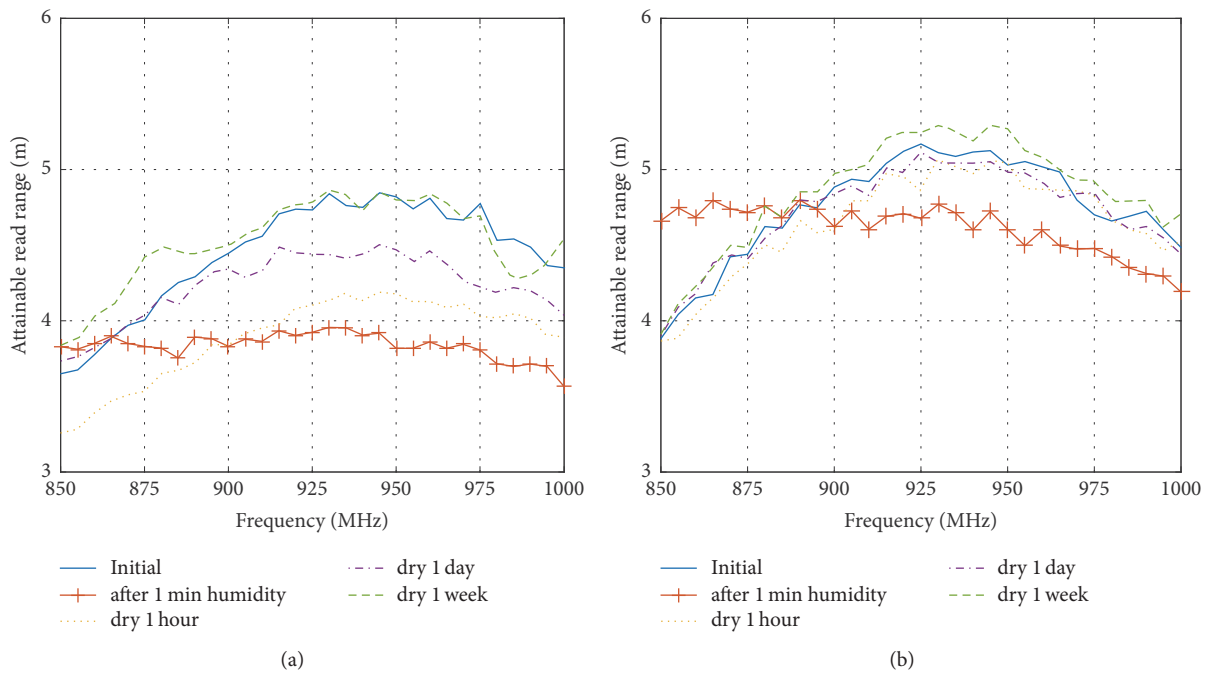 6
5
4
3
Attainable read range (m)
850 875 900 925 950 975 1000
Frequency (MHz)
Initial
after 1 min humidity
dry 1 hour
dry 1 day
dry 1 week
(a)
6
5
4
3
Attainable read range (m)
850 875 900 925 950 975 1000
Frequency (MHz)
Initial
after 1 min humidity
dry 1 hour
dry 1 day
dry 1 week
(b)